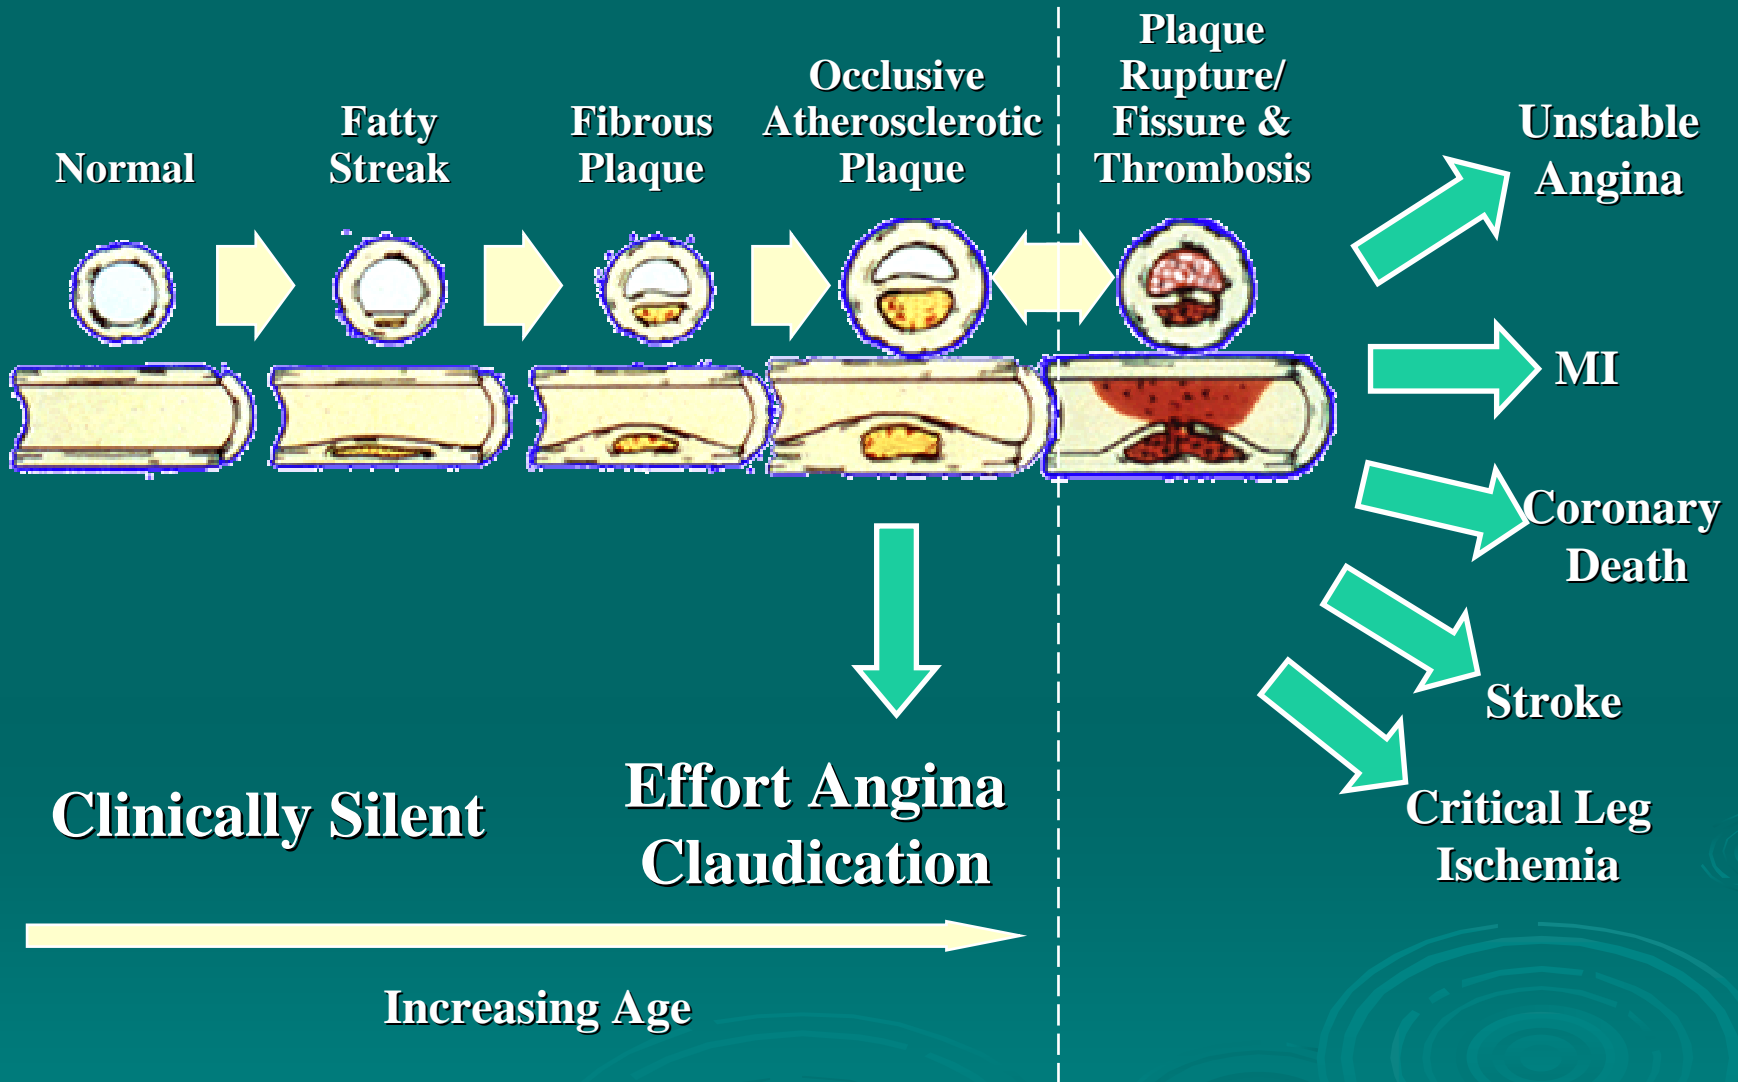 Normal
Fatty
Streak
Fibrous
Plaque
Occlusive
Atherosclerotic
Plaque
Plaque
Rupture/
Fissure &
Thrombosis
Unstable
Angina
MI
Coronary
Death
Stroke
Critical Leg
Ischemia
Clinically Silent
Effort Angina
Claudication
Increasing Age